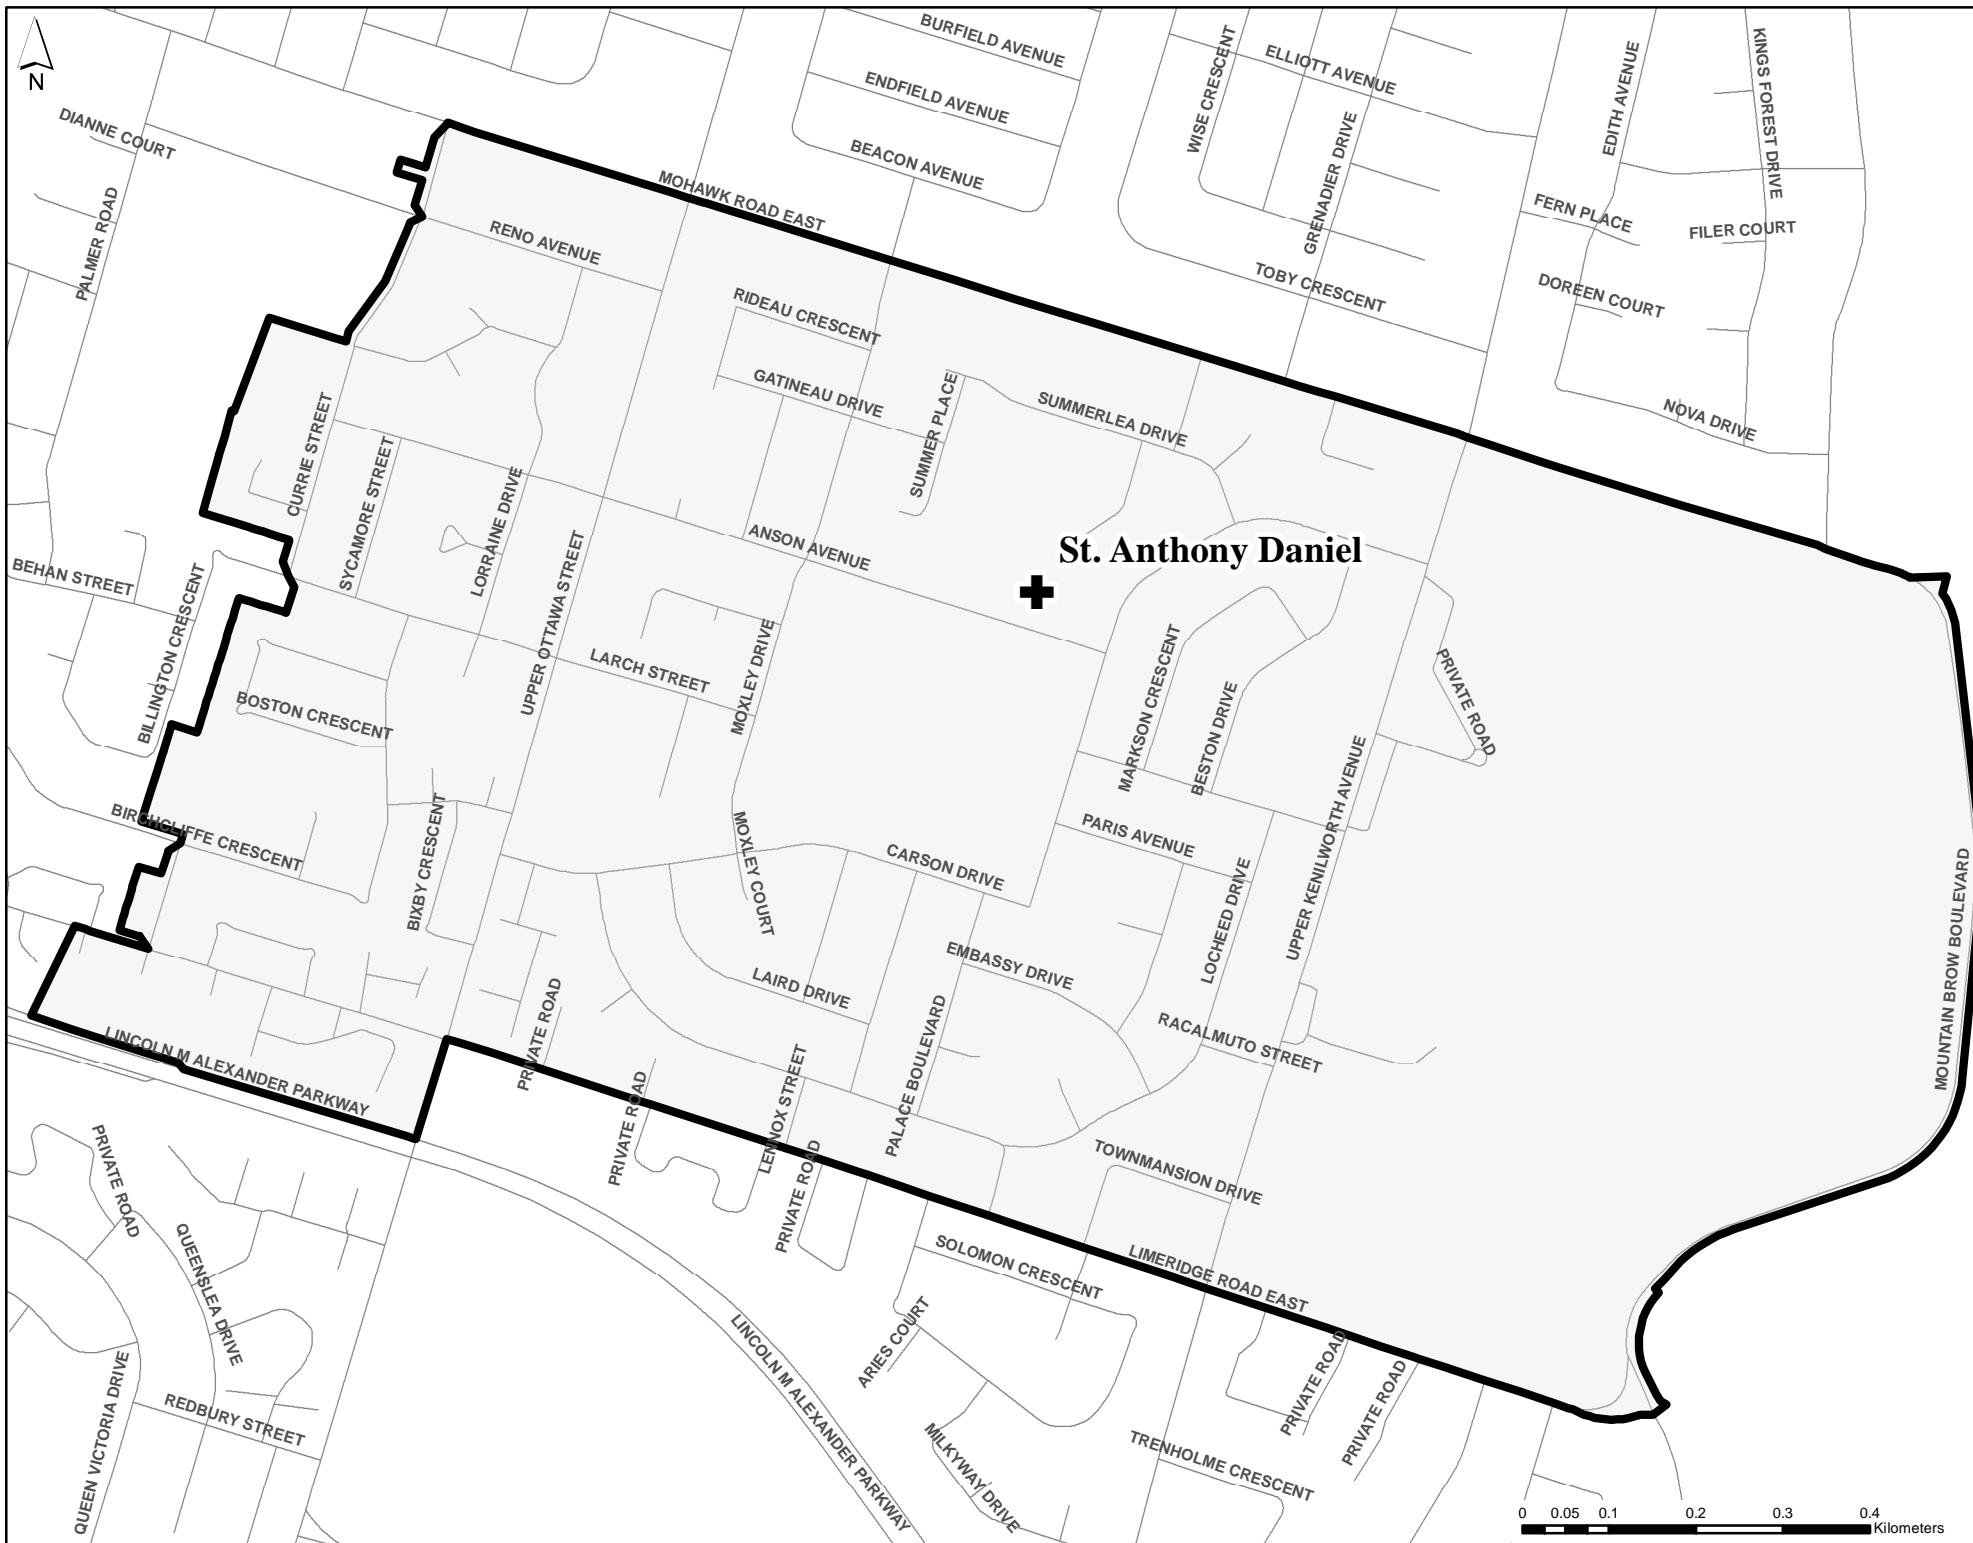 N
BURFIELD AVENUE
ENDFIELD AVENUE
BEACON AVENUE
WISE CRESCENT
ELLIOTT AVENUE
GRENADIER DRIVE
EDITH AVENUE
KINGS FOREST DRIVE
FERN PLACE
FILER COURT
DOREEN COURT
TOBY CRESCENT
NOVA DRIVE
DIANNE COURT
PALMER ROAD
MOHAWK ROAD EAST
RENO AVENUE
RIDEAU CRESCENT
GATINEAU DRIVE
SUMMER PLACE
SUMMERLEA DRIVE
CURRIE STREET
SYCAMORE STREET
LORRAINE DRIVE
UPPER OTTAWA STREET
ANSON AVENUE
St. Anthony Daniel
BEHAN STREET
BILLINGTON CRESCENT
BOSTON CRESCENT
LARCH STREET
MOXLEY DRIVE
MARKSON CRESCENT
BESTON DRIVE
PRIVATE ROAD
UPPER KENILWORTH AVENUE
BIRCHCLIFFE CRESCENT
BIXBY CRESCENT
MOXLEY COURT
CARSON DRIVE
PARIS AVENUE
LOCHEED DRIVE
MOUNTAIN BROW BOULEVARD
EMBASSY DRIVE
LAIRD DRIVE
PALACE BOULEVARD
RACALMUTO STREET
LINCOLN M ALEXANDER PARKWAY
PRIVATE ROAD
PRIVATE ROAD
LENNOX STREET
PRIVATE ROAD
TOWNMANSION DRIVE
LIMERIDGE ROAD EAST
SOLOMON CRESCENT
PRIVATE ROAD
QUEENSLEA DRIVE
QUEEN VICTORIA DRIVE
REDBURY STREET
LINCOLN M ALEXANDER PARKWAY
ARIES COURT
MILKYWAY DRIVE
TRENHOLME CRESCENT
PRIVATE ROAD
PRIVATE ROAD
0 0.05 0.1 0.2 0.3 0.4
Kilometers